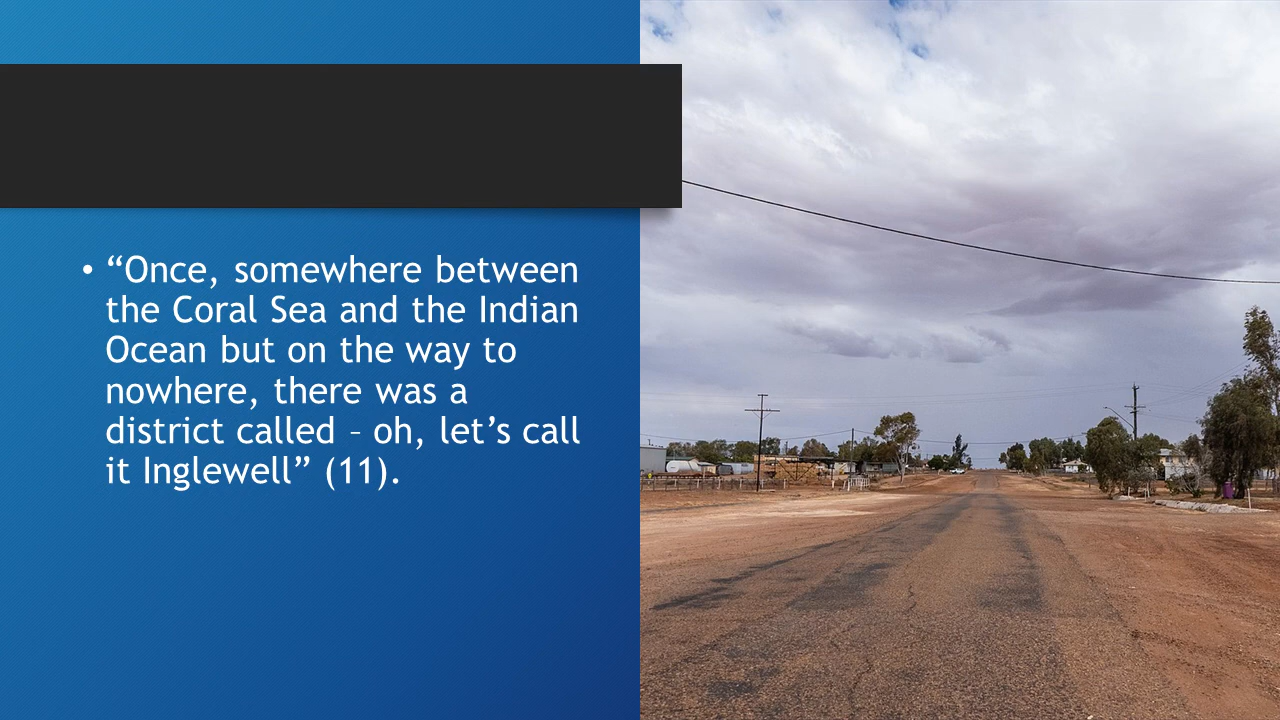 • “Once, somewhere between
the Coral Sea and the Indian
Ocean but on the way to
nowhere, there was a
district called – oh, let’s call
it Inglewell” (11).